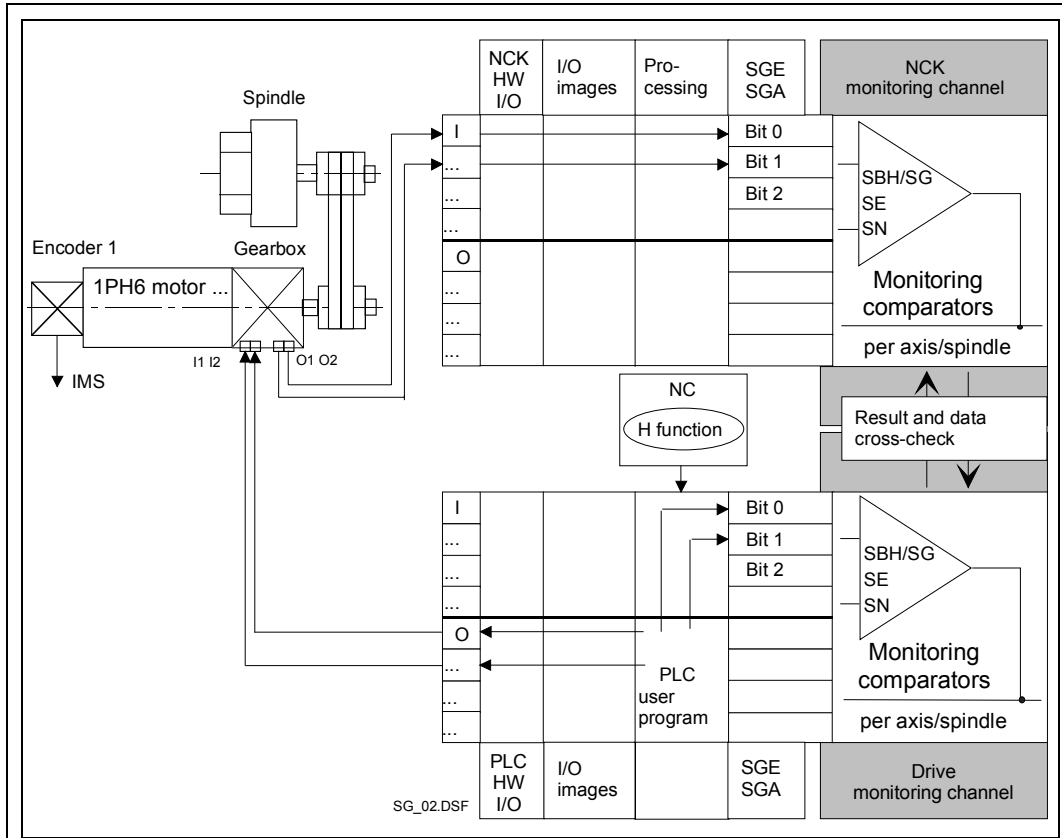 NCK
HW
I/O
I/O
images
Pro-
cessing
SGE
SGA
NCK
monitoring channel
Spindle
I
...
...
...
O
...
...
...
Bit 0
Bit 1
Bit 2
SBH/SG
SE
SN
Monitoring
comparators
per axis/spindle
Encoder 1
Gearbox
1PH6 motor ...
I1 I2
O1 O2
IMS
NC
H function
Result and data
cross-check
I
...
...
...
O
...
...
...
Bit 0
Bit 1
Bit 2
SBH/SG
SE
SN
Monitoring
comparators
per axis/spindle
PLC
user
program
PLC
HW
I/O
I/O
images
SGE
SGA
Drive
monitoring channel
SG_02.DSF